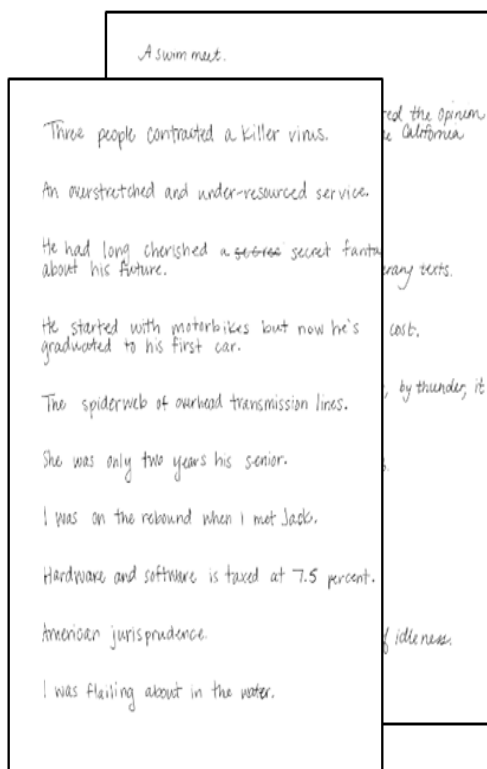 A swim meet.
red the opinion
e California
erary texts.
cost.
, by thunder, it
s.
f idleness.
Three people contracted a killer virus.
An overstretched and under-resourced service.
He had long cherished a secret fanta
about his future.
He started with motorbikes but now he's
graduated to his first car.
The spiderweb of overhead transmission lines.
She was only two years his senior.
I was on the rebound when I met Jack.
Hardware and software is taxed at 7.5 percent.
American jurisprudence.
I was flailing about in the water.